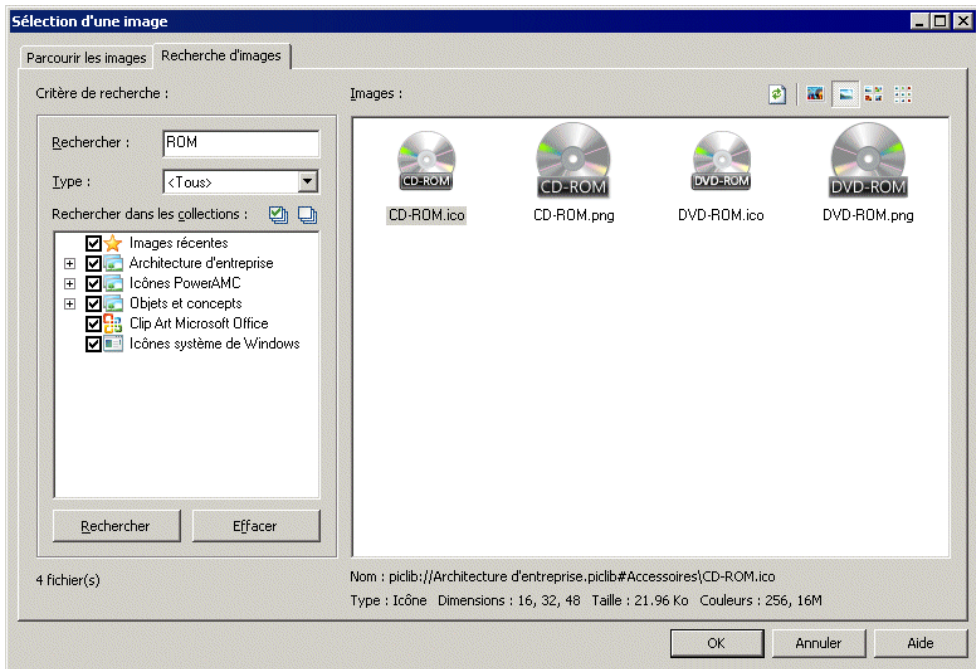 Sélection d'une image
Parcourir les images
Recherche d'images
Critère de recherche :
Rechercher : ROM
Type : <Tous>
Rechercher dans les collections :
Images récentes
Architecture d'entreprise
Icônes PowerAMC
Objets et concepts
Clip Art Microsoft Office
Icônes système de Windows
Rechercher
Effacer
4 fichier(s)
Images :
CD-ROM
CD-ROM
DVD-ROM
DVD-ROM
CD-ROM.ico
CD-ROM.png
DVD-ROM.ico
DVD-ROM.png
Nom : piclib://Architecture d'entreprise.piclib#Accessoires\CD-ROM.ico
Type : Icône Dimensions : 16, 32, 48 Taille : 21.96 Ko Couleurs : 256, 16M
OK
Annuler
Aide